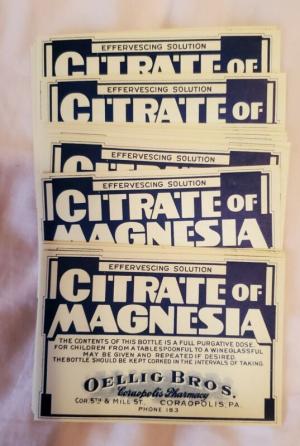 EFFERVESCING SOLUTION
CITRATE OF
EFFERVESCING SOLUTION
CITRATE OF
EFFERVESCING SOLUTION
CITRATE OF
EFFERVESCING SOLUTION
CITRATE OF
MAGNESIA
EFFERVESCING SOLUTION
CITRATE OF
MAGNESIA
THE CONTENTS OF THIS BOTTLE IS A FULL PURGATIVE DOSE.
FOR CHILDREN FROM A TABLESPOONFUL TO A WINEGLASSFUL
MAY BE GIVEN AND REPEATED IF DESIRED.
THE BOTTLE SHOULD BE KEPT CORKED IN THE INTERVALS OF TAKING
OELLIG BROS.
Coraopolis Pharmacy
COR. 5TH & MILL ST. CORAOPOLIS, PA.
PHONE 183